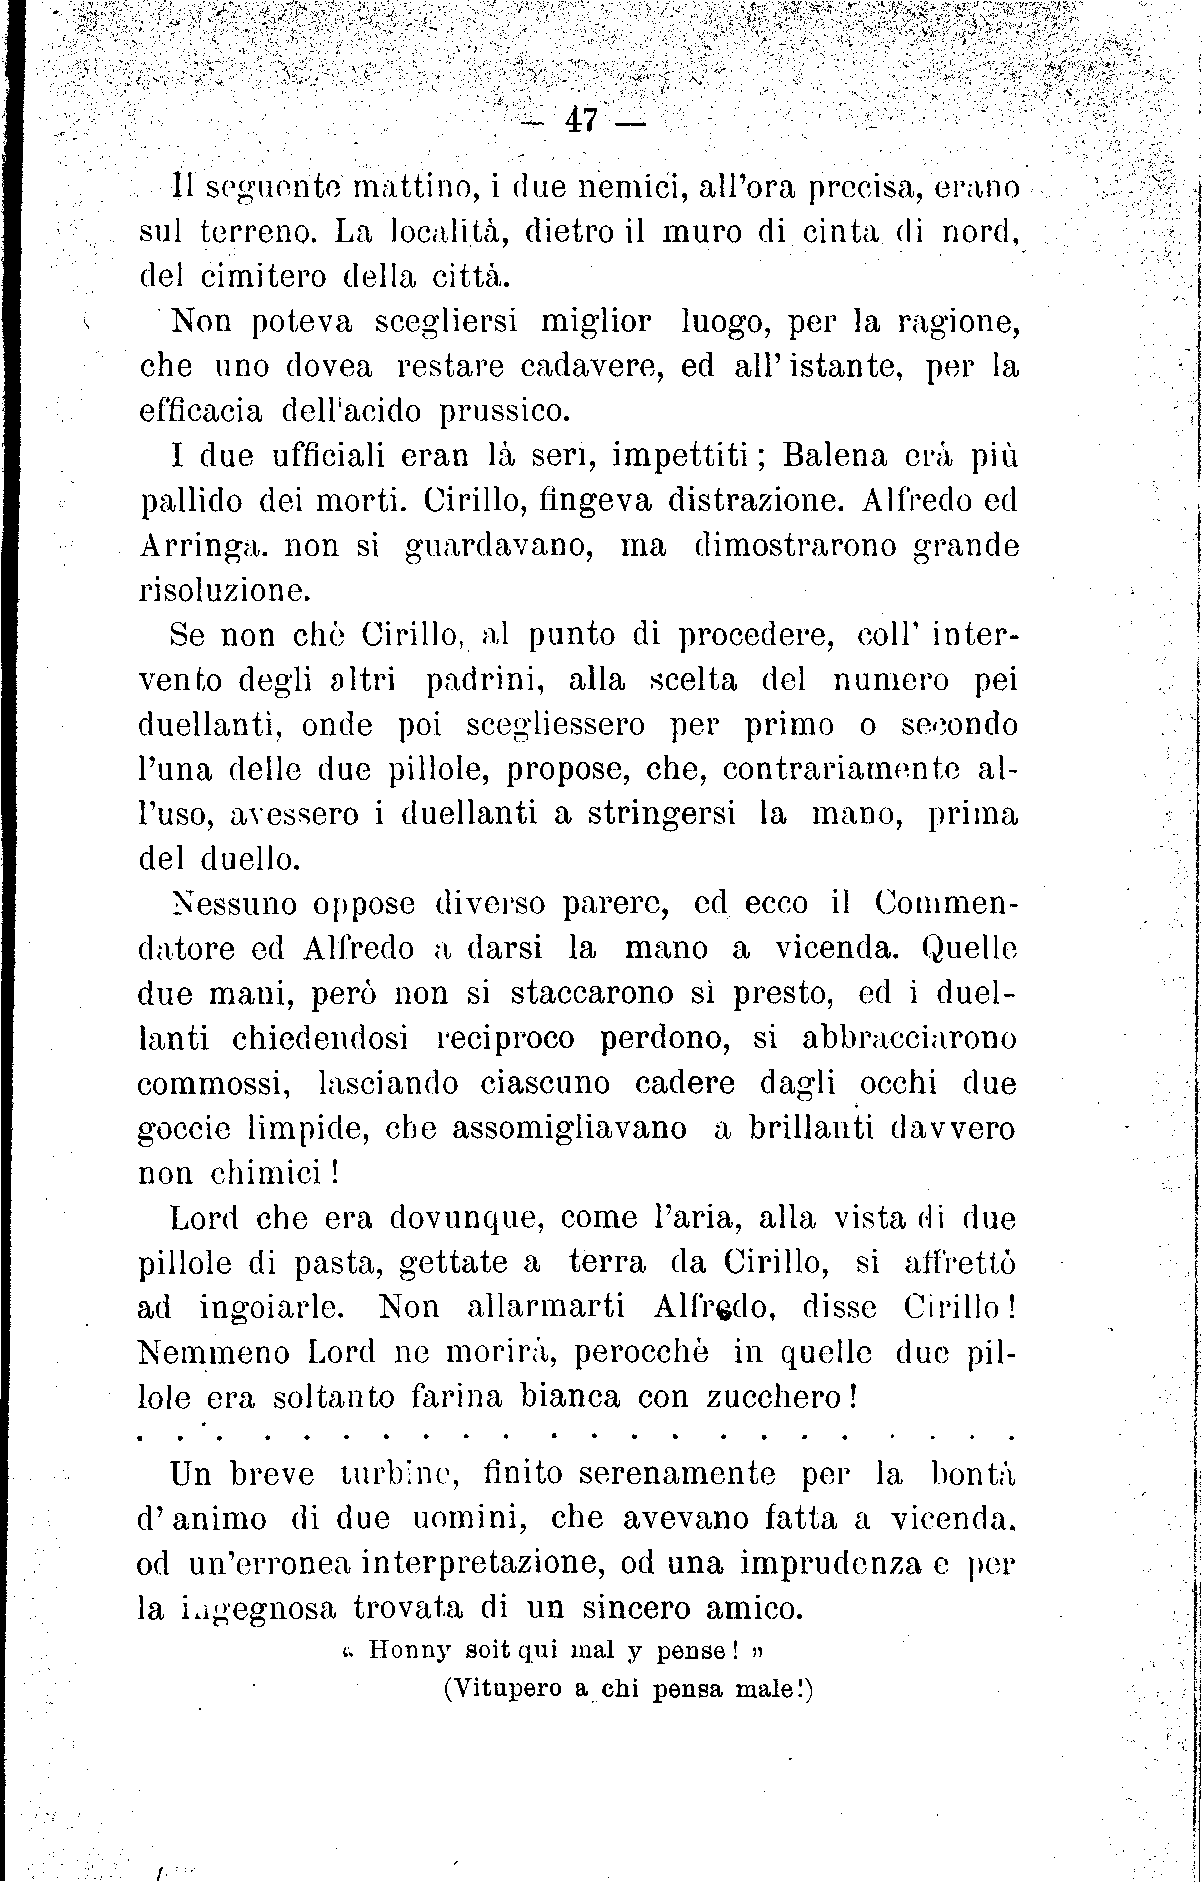 — 47 —
Il seguente mattino, i due nemici, all'ora precisa, erano
sul terreno. La località, dietro il muro di cinta di nord,
del cimitero della città.
Non poteva scegliersi miglior luogo, per la ragione,
che uno dovea restare cadavere, ed all' istante, per la
efficacia dell'acido prussico.
I due ufficiali eran là seri, impettiti; Balena erà più
pallido dei morti. Cirillo, fingeva distrazione. Alfredo ed
Arringa. non si guardavano, ma dimostrarono grande
risoluzione.
Se non chè Cirillo, al punto di procedere, coll' inter-
vento degli altri padrini, alla scelta del numero pei
duellanti, onde poi scegliessero per primo o secondo
l'una delle due pillole, propose, che, contrariamente al-
l'uso, avessero i duellanti a stringersi la mano, prima
del duello.
Nessuno oppose diverso parere, ed ecco il Commen-
datore ed Alfredo a darsi la mano a vicenda. Quelle
due mani, però non si staccarono sì presto, ed i duel-
lanti chiedendosi reciproco perdono, si abbracciarono
commossi, lasciando ciascuno cadere dagli occhi due
goccie limpide, che assomigliavano a brillanti davvero
non chimici!
Lord che era dovunque, come l'aria, alla vista di due
pillole di pasta, gettate a terra da Cirillo, si affrettò
ad ingoiarle. Non allarmarti Alfredo, disse Cirillo!
Nemmeno Lord ne morirà, perocchè in quelle due pil-
lole era soltanto farina bianca con zucchero!
. . . . . . . . . . . . . . . . . . . . . .
Un breve turbine, finito serenamente per la bontà
d' animo di due uomini, che avevano fatta a vicenda.
od un'erronea interpretazione, od una imprudenza e per
la ingegnosa trovata di un sincero amico.
« Honny soit qui mal y pense! »
(Vitupero a chi pensa male!)